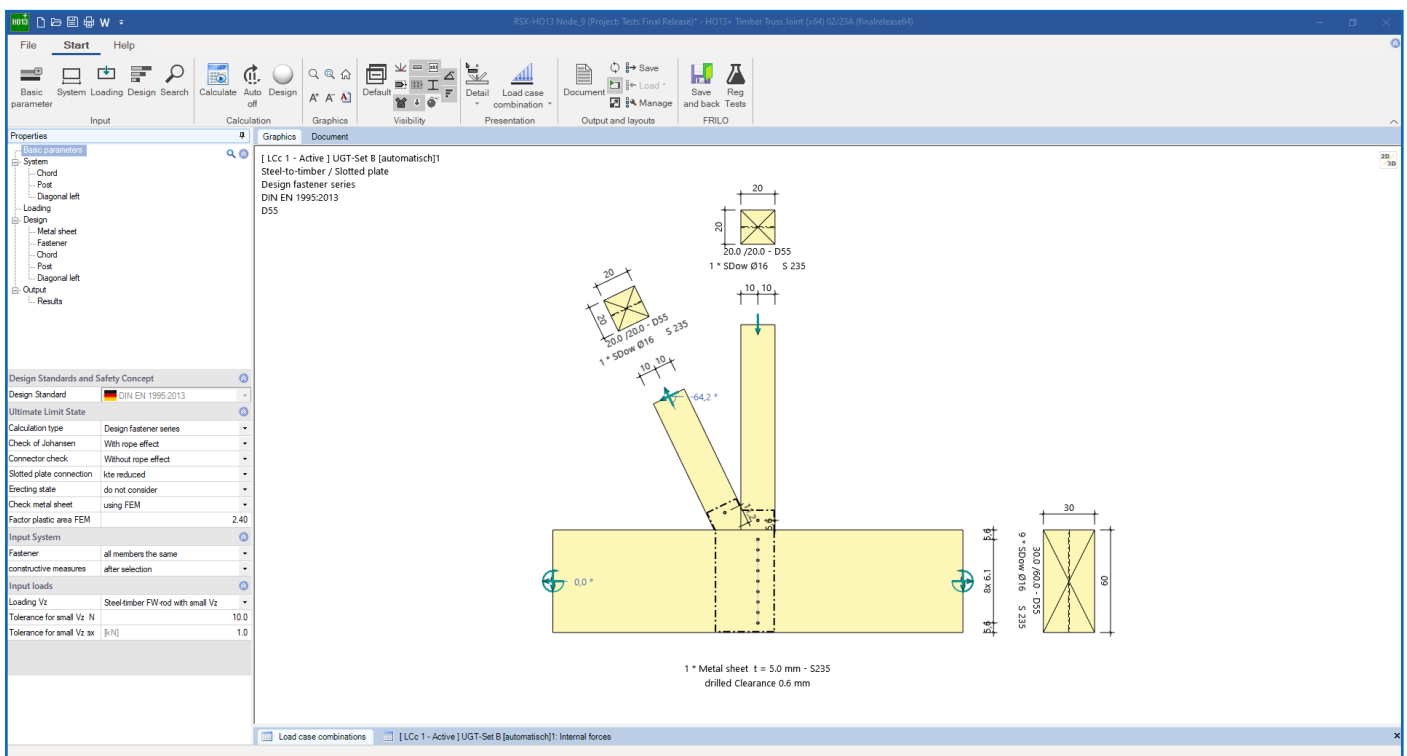 HO13
W
RSX-HO13 Node_9 (Project: Tests Final Release)* - HO13+ Timber Truss Joint (x64) 02/23A (finalrelease64)
File Start Help
Basic parameter
System
Loading
Design
Search
Calculate
Auto off
Design
Default
Detail
Load case combination
Document
Save
Load
Manage
Save and back
Reg Tests
Input
Calculation
Graphics
Visibility
Presentation
Output and layouts
FRILO
Properties
Basic parameters
System
Chord
Post
Diagonal left
Loading
Design
Metal sheet
Fastener
Chord
Post
Diagonal left
Output
Results
Design Standards and Safety Concept
Design Standard DIN EN 1995:2013
Ultimate Limit State
Calculation type Design fastener series
Check of Johansen With rope effect
Connector check Without rope effect
Slotted plate connection kte reduced
Erecting state do not consider
Check metal sheet using FEM
Factor plastic area FEM 2.40
Input System
Fastener all members the same
constructive measures after selection
Input loads
Loading Vz Steel-timber FW-rod with small Vz
Tolerance for small Vz N 10.0
Tolerance for small Vz ax [kN] 1.0
Graphics Document
[ LCc 1 - Active ] UGT-Set B [automatisch]1
Steel-to-timber / Slotted plate
Design fastener series
DIN EN 1995:2013
D55
2D/3D
20
20
20.0 /20.0 - D55
1 * SDow Ø16 S 235
10 10
20
20
20.0 /20.0 - D55
1 * SDow Ø16 S 235
10 10
-64,2 °
5.6
0,0 °
5.6
8x 6.1
5.6
9 * SDow Ø16 S 235
30.0 /60.0 - D55
30
60
1 * Metal sheet t = 5.0 mm - S235
drilled Clearance 0.6 mm
Load case combinations
[ LCc 1 - Active ] UGT-Set B [automatisch]1: Internal forces